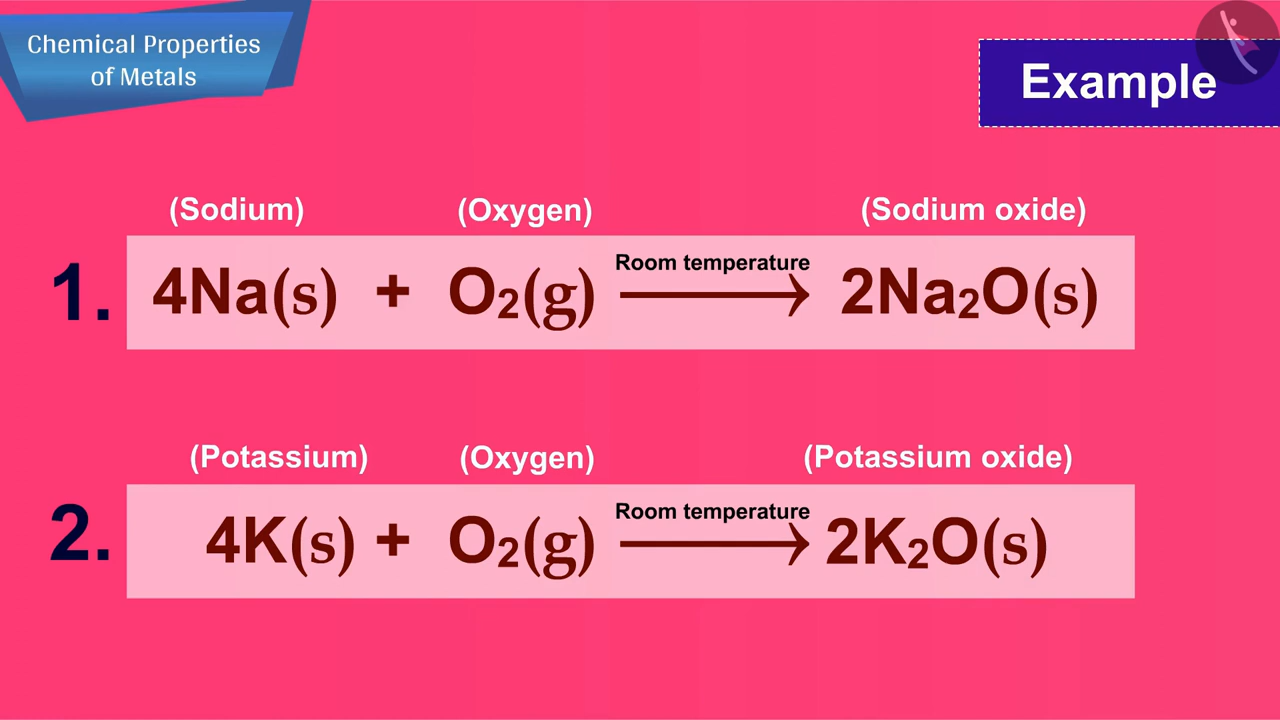 Chemical Properties
of Metals
Example
(Sodium) (Oxygen) (Sodium oxide)
Room temperature
1. 4Na(s) + O₂(g) ⟶ 2Na₂O(s)
(Potassium) (Oxygen) (Potassium oxide)
Room temperature
2. 4K(s) + O₂(g) ⟶ 2K₂O(s)